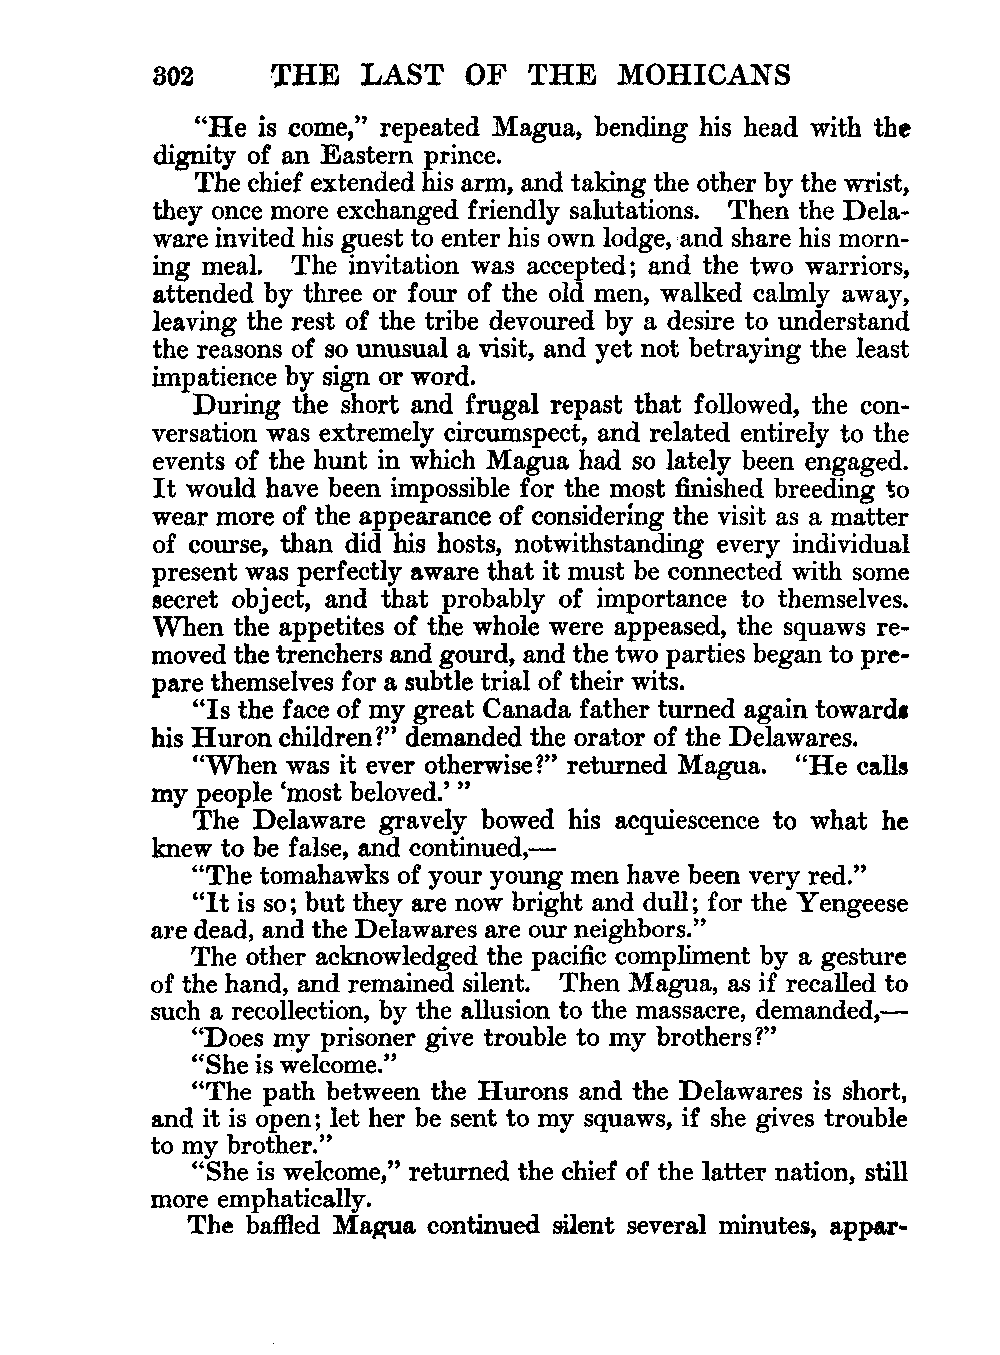 302 THE LAST OF THE MOHICANS
"He is come," repeated Magua, bending his head with the
dignity of an Eastern prince.
The chief extended his arm, and taking the other by the wrist,
they once more exchanged friendly salutations. Then the Dela-
ware invited his guest to enter his own lodge, and share his morn-
ing meal. The invitation was accepted; and the two warriors,
attended by three or four of the old men, walked calmly away,
leaving the rest of the tribe devoured by a desire to understand
the reasons of so unusual a visit, and yet not betraying the least
impatience by sign or word.
During the short and frugal repast that followed, the con-
versation was extremely circumspect, and related entirely to the
events of the hunt in which Magua had so lately been engaged.
It would have been impossible for the most finished breeding to
wear more of the appearance of considering the visit as a matter
of course, than did his hosts, notwithstanding every individual
present was perfectly aware that it must be connected with some
secret object, and that probably of importance to themselves.
When the appetites of the whole were appeased, the squaws re-
moved the trenchers and gourd, and the two parties began to pre-
pare themselves for a subtle trial of their wits.
"Is the face of my great Canada father turned again towards
his Huron children?" demanded the orator of the Delawares.
"When was it ever otherwise?" returned Magua. "He calls
my people 'most beloved.' "
The Delaware gravely bowed his acquiescence to what he
knew to be false, and continued,—
"The tomahawks of your young men have been very red."
"It is so; but they are now bright and dull; for the Yengeese
are dead, and the Delawares are our neighbors."
The other acknowledged the pacific compliment by a gesture
of the hand, and remained silent. Then Magua, as if recalled to
such a recollection, by the allusion to the massacre, demanded,—
"Does my prisoner give trouble to my brothers?"
"She is welcome."
"The path between the Hurons and the Delawares is short,
and it is open; let her be sent to my squaws, if she gives trouble
to my brother."
"She is welcome," returned the chief of the latter nation, still
more emphatically.
The baffled Magua continued silent several minutes, appar-